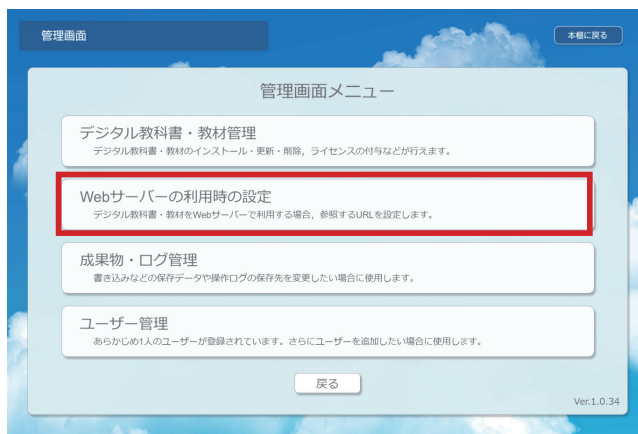 管理画面
本棚に戻る
管理画面メニュー
デジタル教科書・教材管理
デジタル教科書・教材のインストール・更新・削除，ライセンスの付与などが行えます。
Webサーバーの利用時の設定
デジタル教科書・教材をWebサーバーで利用する場合，参照するURLを設定します。
成果物・ログ管理
書き込みなどの保存データや操作ログの保存先を変更したい場合に使用します。
ユーザー管理
あらかじめ1人のユーザーが登録されています。さらにユーザーを追加したい場合に使用します。
戻る
Ver.1.0.34